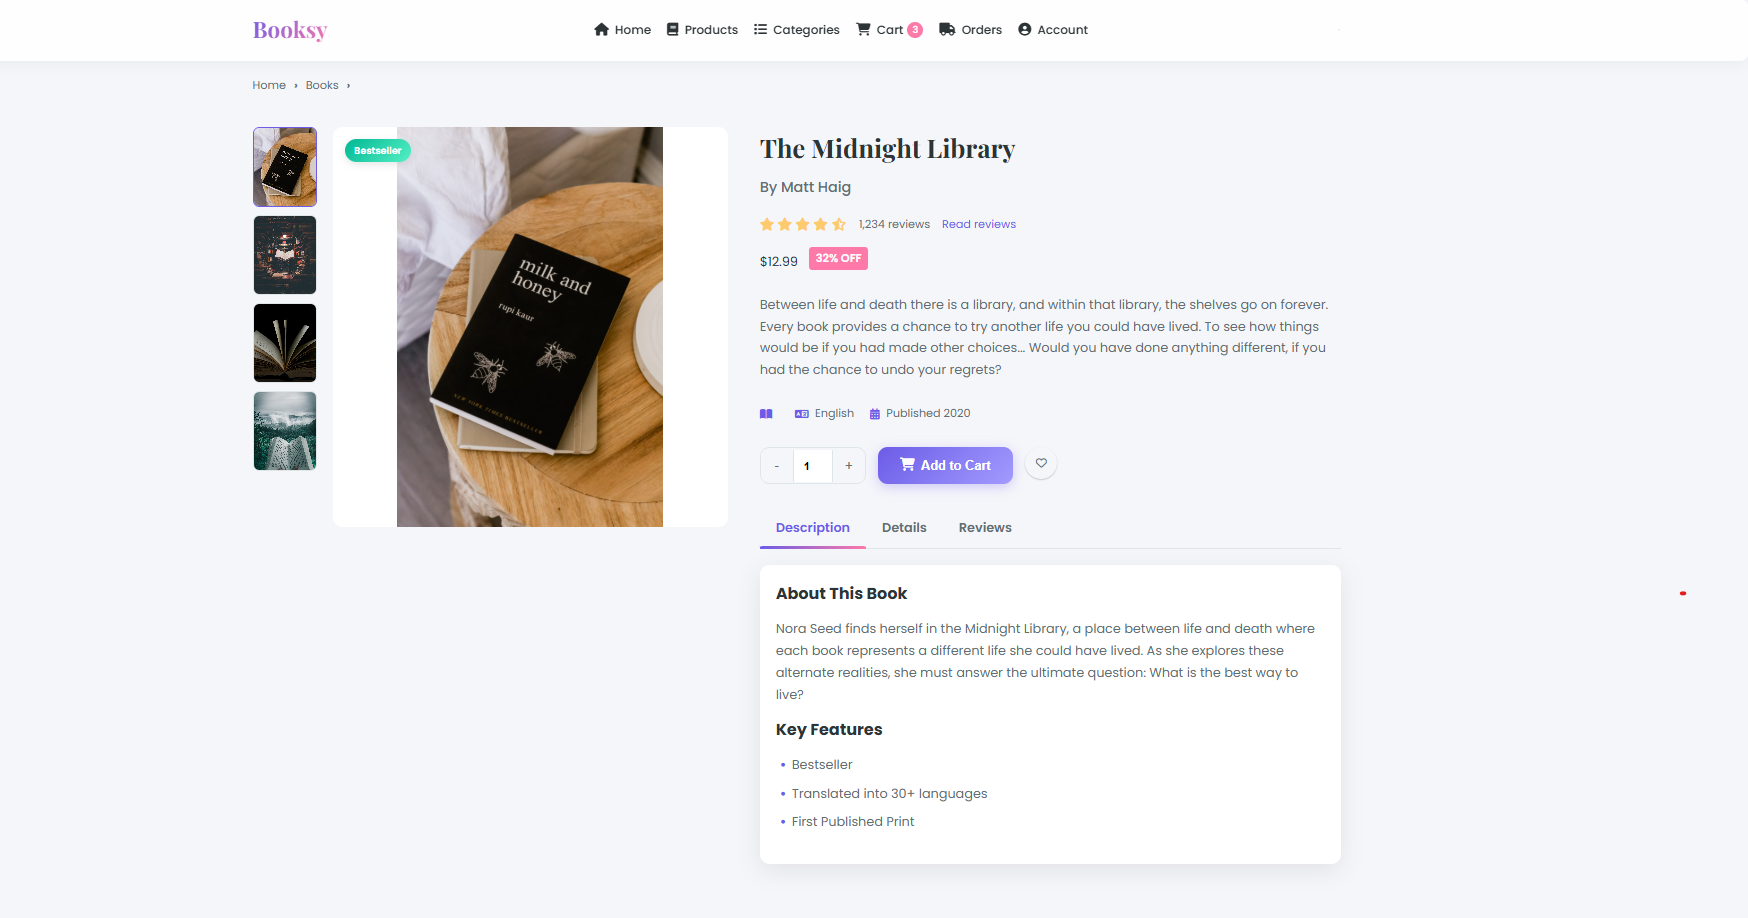 Booksy
Home Products Categories Cart 3 Orders Account
Home › Books ›
Bestseller
milk and
honey
rupi kaur
NEW YORK TIMES BESTSELLER
The Midnight Library
By Matt Haig
1,234 reviews Read reviews
$12.99 32% OFF
Between life and death there is a library, and within that library, the shelves go on forever.
Every book provides a chance to try another life you could have lived. To see how things
would be if you had made other choices... Would you have done anything different, if you
had the chance to undo your regrets?
English Published 2020
- 1 + Add to Cart
Description Details Reviews
About This Book
Nora Seed finds herself in the Midnight Library, a place between life and death where
each book represents a different life she could have lived. As she explores these
alternate realities, she must answer the ultimate question: What is the best way to
live?
Key Features
• Bestseller
• Translated into 30+ languages
• First Published Print